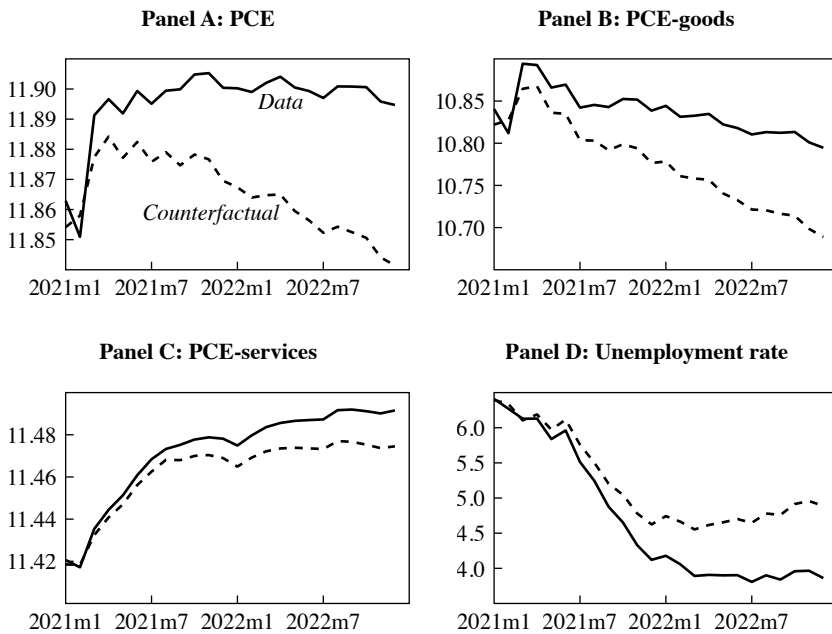 Panel A: PCE
Panel B: PCE-goods
11.90
11.89
11.88
11.87
11.86
11.85
Data
Counterfactual
2021m1 2021m7 2022m1 2022m7
10.85
10.80
10.75
10.70
2021m1 2021m7 2022m1 2022m7
Panel C: PCE-services
Panel D: Unemployment rate
11.48
11.46
11.44
11.42
2021m1 2021m7 2022m1 2022m7
6.0
5.5
5.0
4.5
4.0
2021m1 2021m7 2022m1 2022m7